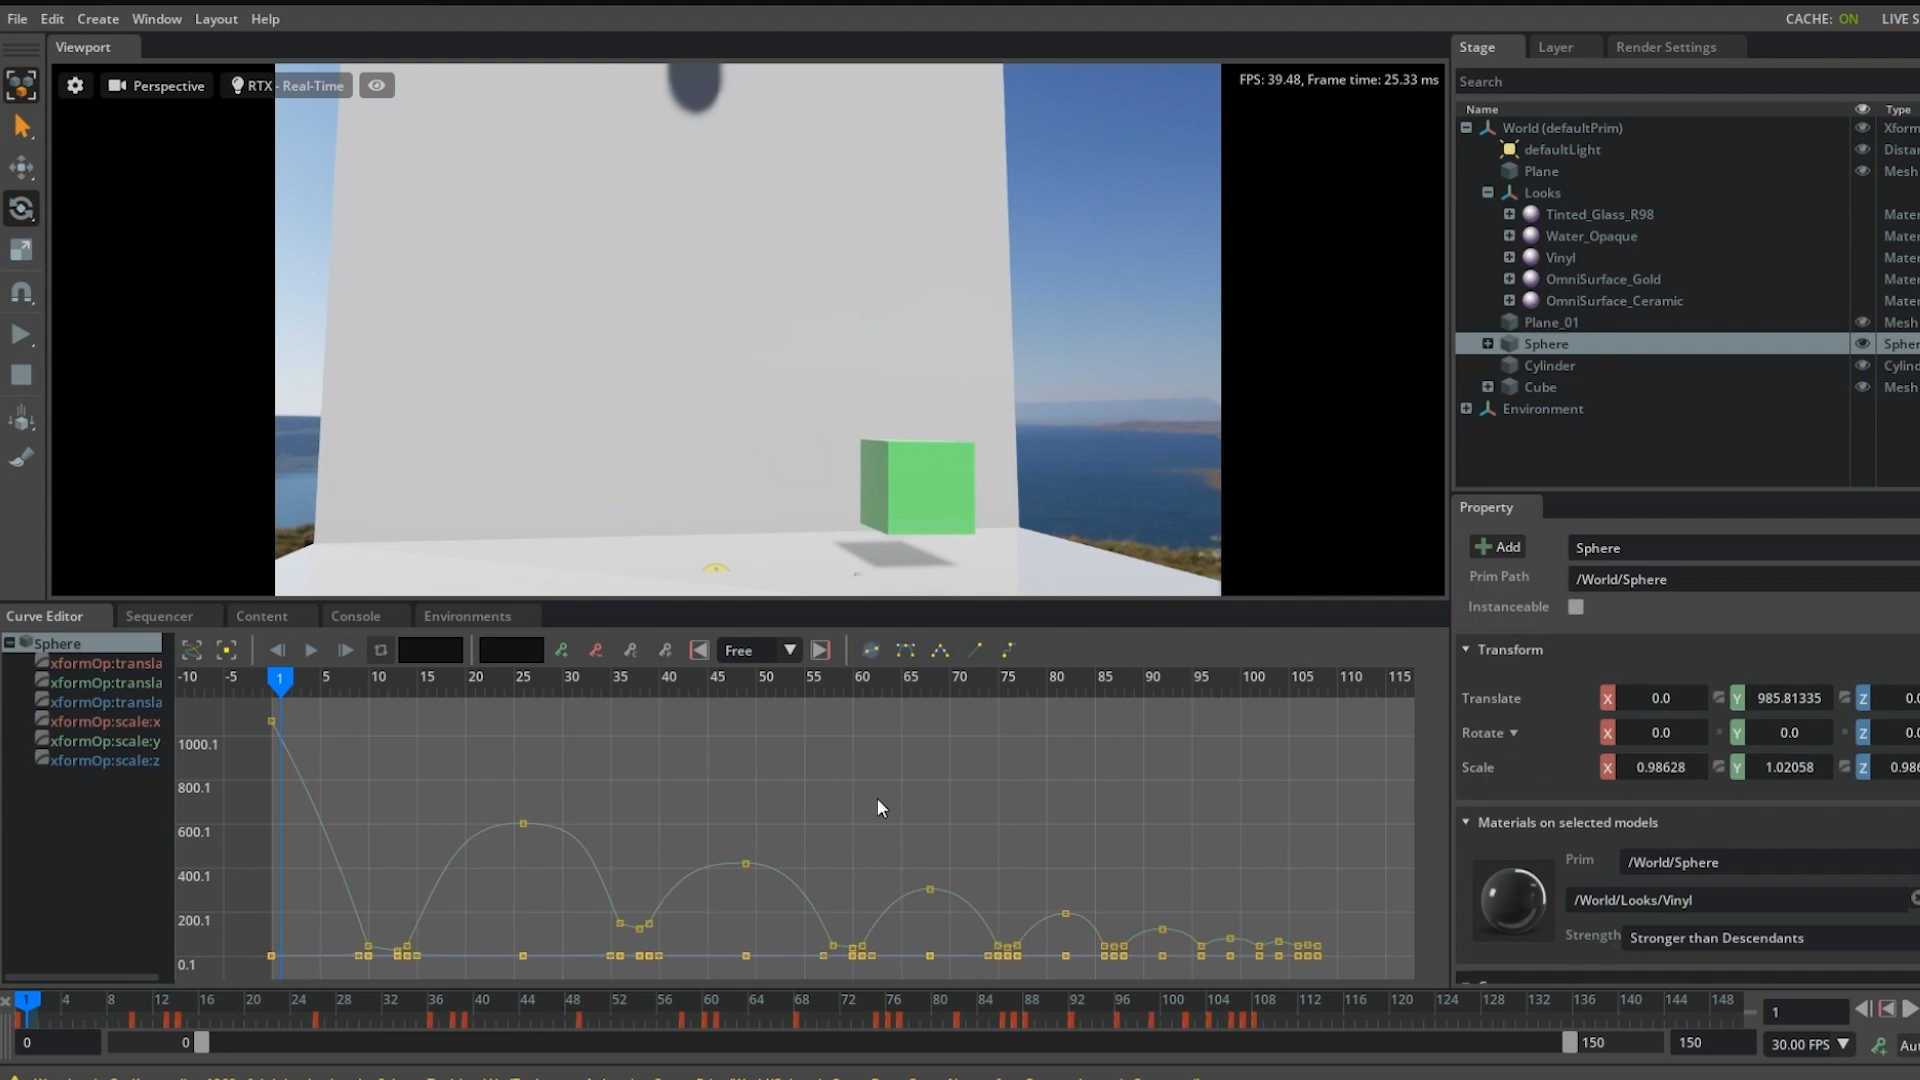 File Edit Create Window Layout Help
CACHE: ON LIVE S
Viewport
Perspective
RTX - Real-Time
FPS: 39.48, Frame time: 25.33 ms
Stage Layer Render Settings
Search
Name Type
World (defaultPrim) Xform
defaultLight Distar
Plane Mesh
Looks
Tinted_Glass_R98 Mater
Water_Opaque Mater
Vinyl Mater
OmniSurface_Gold Mater
OmniSurface_Ceramic Mater
Plane_01 Mesh
Sphere Spher
Cylinder Cylind
Cube Mesh
Environment
Property
Add Sphere
Prim Path /World/Sphere
Instanceable
Transform
Translate X 0.0 Y 985.81335 Z 0.0
Rotate X 0.0 Y 0.0 Z 0.0
Scale X 0.98628 Y 1.02058 Z 0.986
Materials on selected models
Prim /World/Sphere
/World/Looks/Vinyl
Strength Stronger than Descendants
Curve Editor Sequencer Content Console Environments
Sphere
xformOp:transla
xformOp:transla
xformOp:transla
xformOp:scale:x
xformOp:scale:y
xformOp:scale:z
Free
-10 -5 1 5 10 15 20 25 30 35 40 45 50 55 60 65 70 75 80 85 90 95 100 105 110 115
1000.1
800.1
600.1
400.1
200.1
0.1
1 4 8 12 16 20 24 28 32 36 40 44 48 52 56 60 64 68 72 76 80 84 88 92 96 100 104 108 112 116 120 124 128 132 136 140 144 148
1
0 0 150 150 30.00 FPS Aut